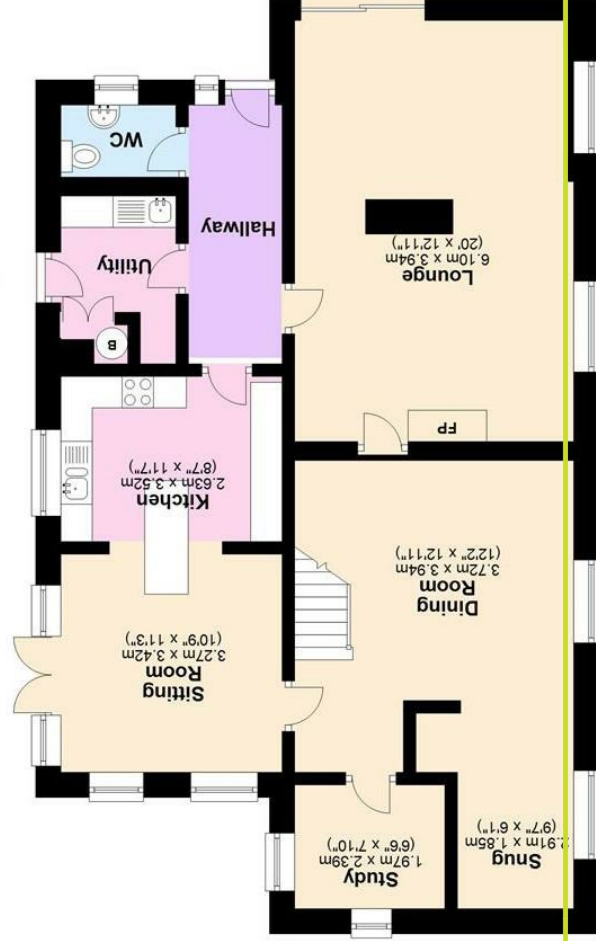 WC
Hallway
Utility
B
Lounge
6.10m x 3.94m
(20' x 12'11")
FP
Kitchen
2.63m x 3.52m
(8'7" x 11'7")
Dining
Room
3.72m x 3.94m
(12'2" x 12'11")
Sitting
Room
3.27m x 3.42m
(10'9" x 11'3")
Study
1.97m x 2.39m
(6'6" x 7'10")
Snug
2.91m x 1.85m
(9'7" x 6'1")